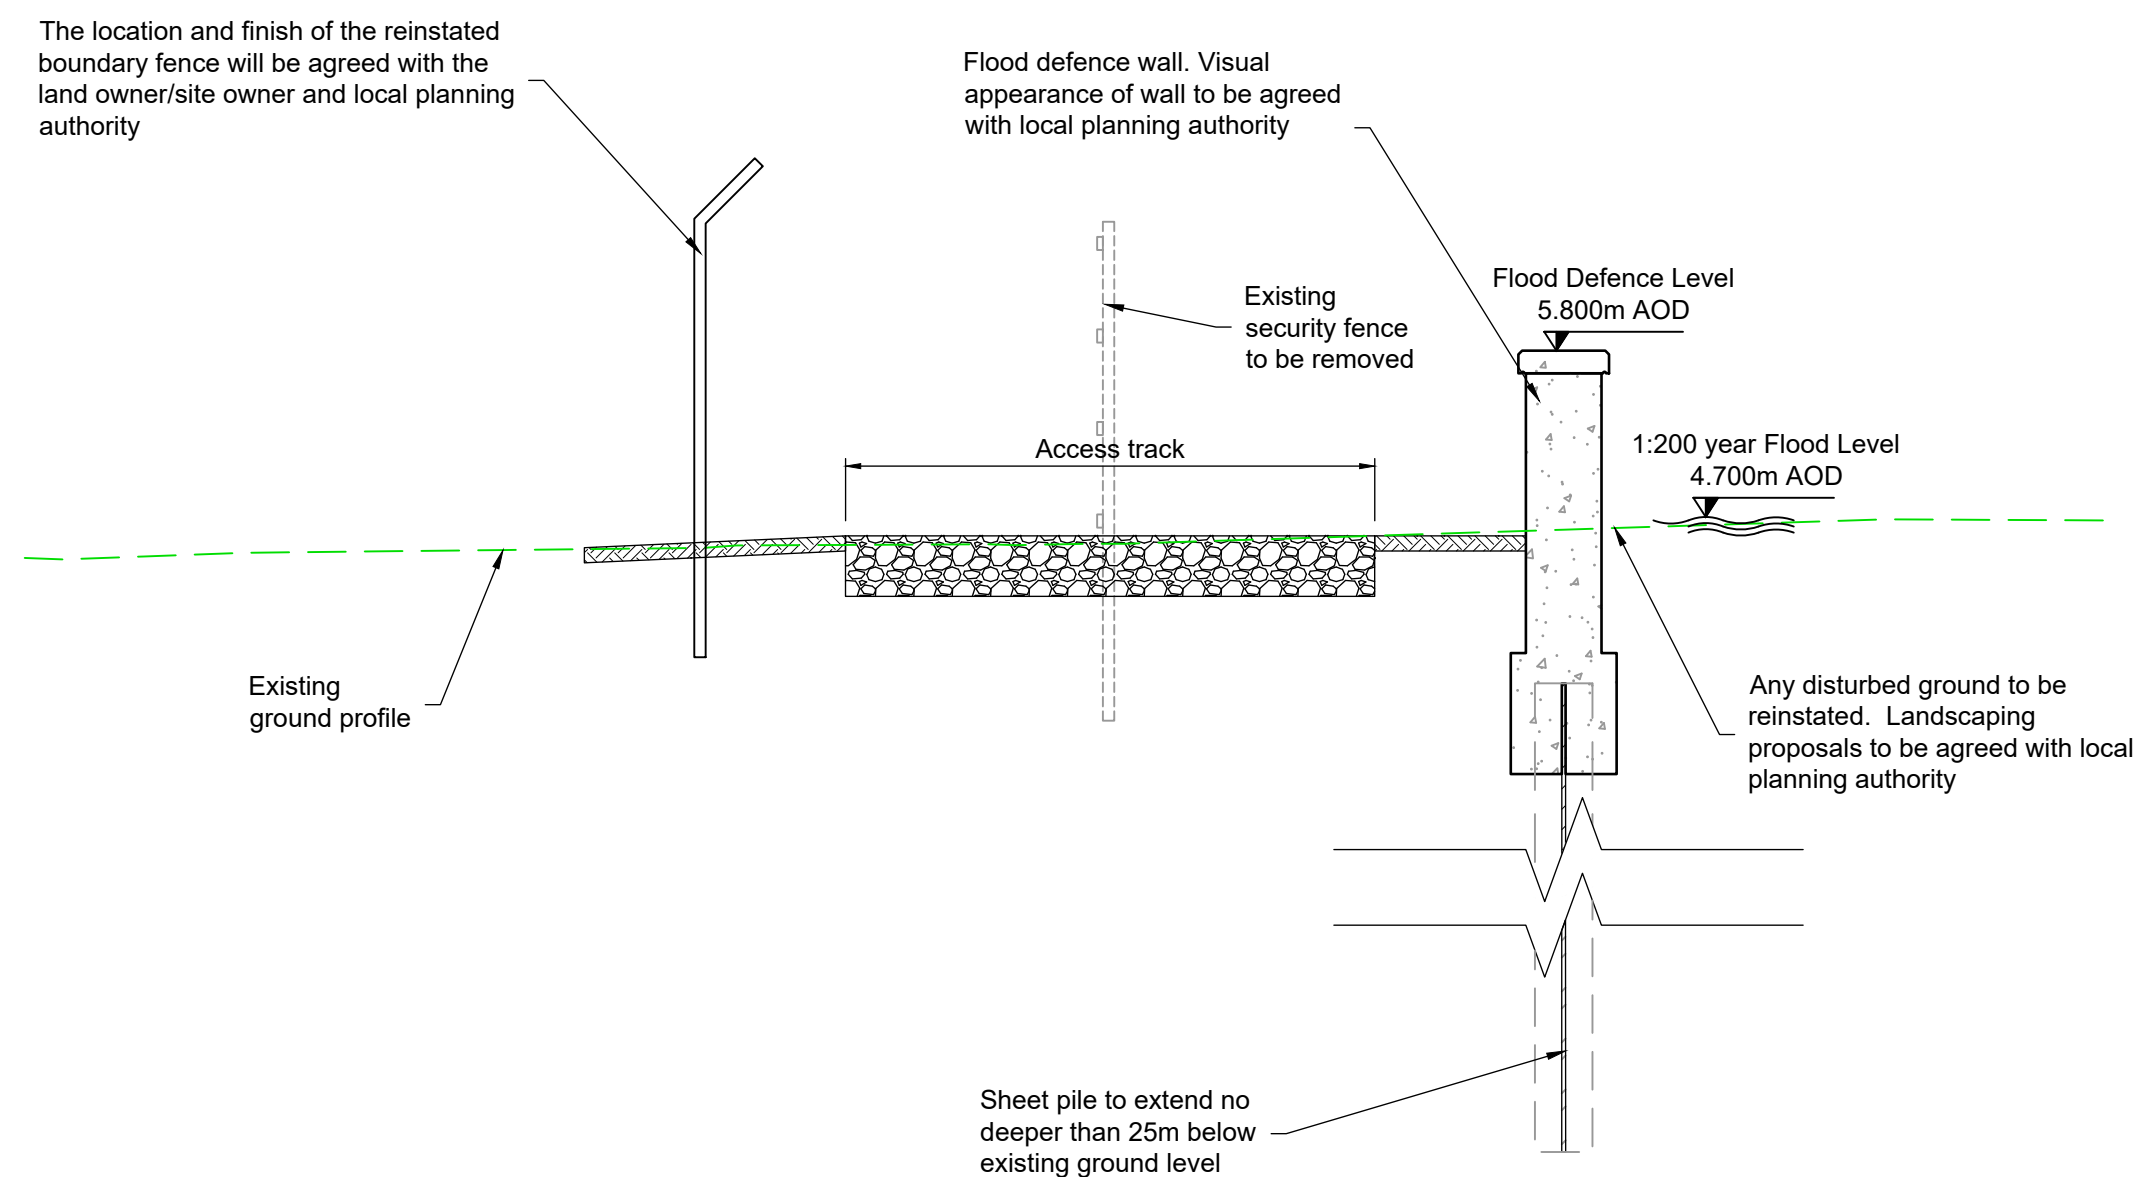 The location and finish of the reinstated
boundary fence will be agreed with the
land owner/site owner and local planning
authority
Flood defence wall. Visual
appearance of wall to be agreed
with local planning authority
Existing
security fence
to be removed
Flood Defence Level
5.800m AOD
Access track
1:200 year Flood Level
4.700m AOD
Existing
ground profile
Any disturbed ground to be
reinstated.  Landscaping
proposals to be agreed with local
planning authority
Sheet pile to extend no
deeper than 25m below
existing ground level